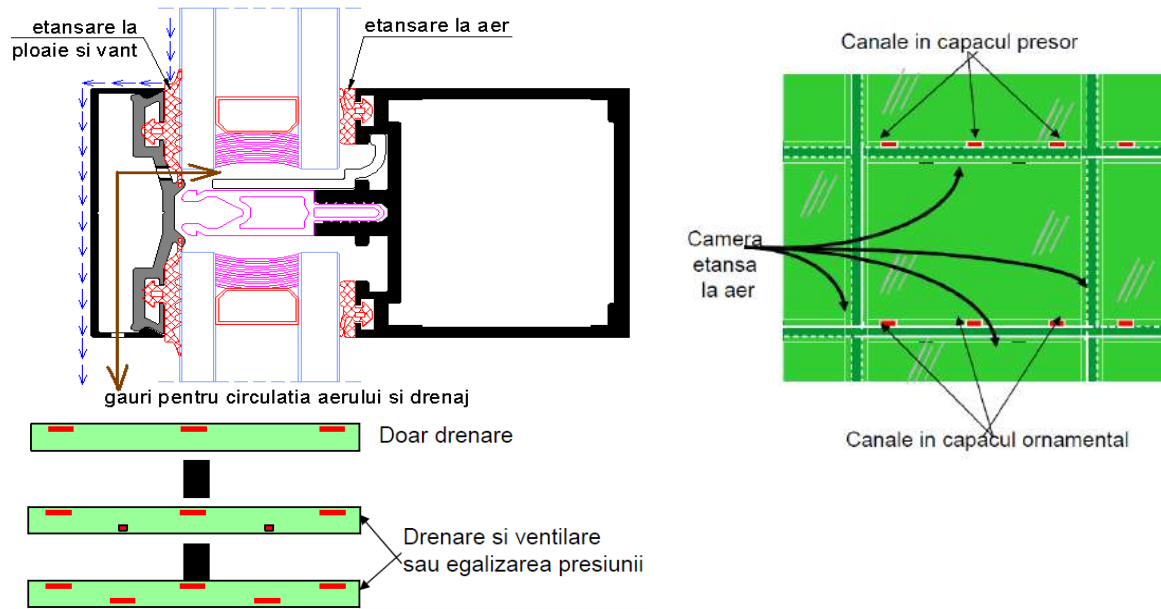 etansare la
ploaie si vant
etansare la aer
gauri pentru circulatia aerului si drenaj
Doar drenare
Drenare si ventilare
sau egalizarea presiunii
Canale in capacul presor
Camera
etansa
la aer
Canale in capacul ornamental